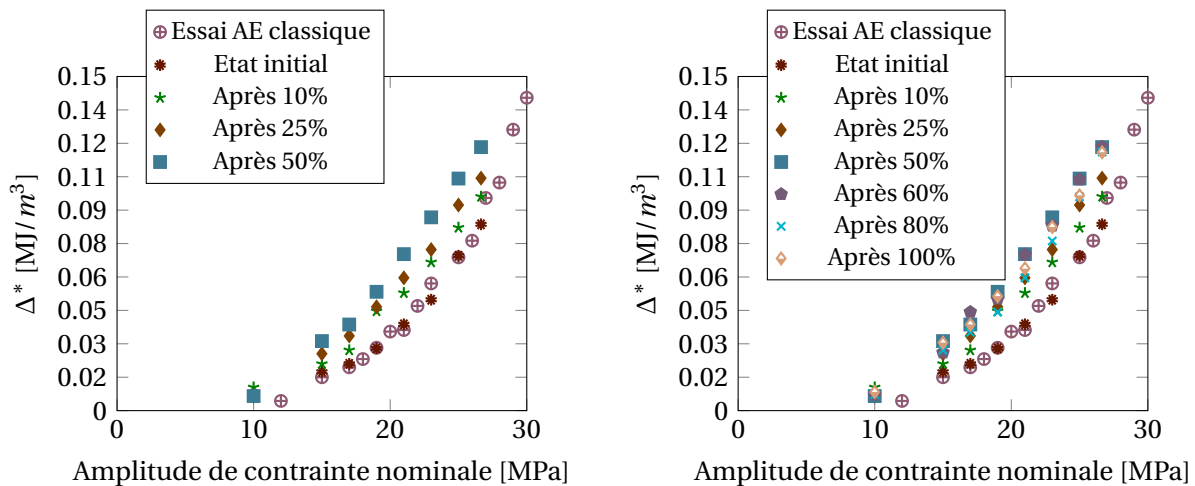 Essai AE classique
Etat initial
Après 10%
Après 25%
Après 50%
0.15
0.14
0.12
0.11
0.09
0.08
0.06
0.05
0.03
0.02
0
0 10 20 30
Δ* [MJ/m³]
Amplitude de contrainte nominale [MPa]
Essai AE classique
Etat initial
Après 10%
Après 25%
Après 50%
Après 60%
Après 80%
Après 100%
0.15
0.14
0.12
0.11
0.09
0.08
0.06
0.05
0.03
0.02
0
0 10 20 30
Δ* [MJ/m³]
Amplitude de contrainte nominale [MPa]